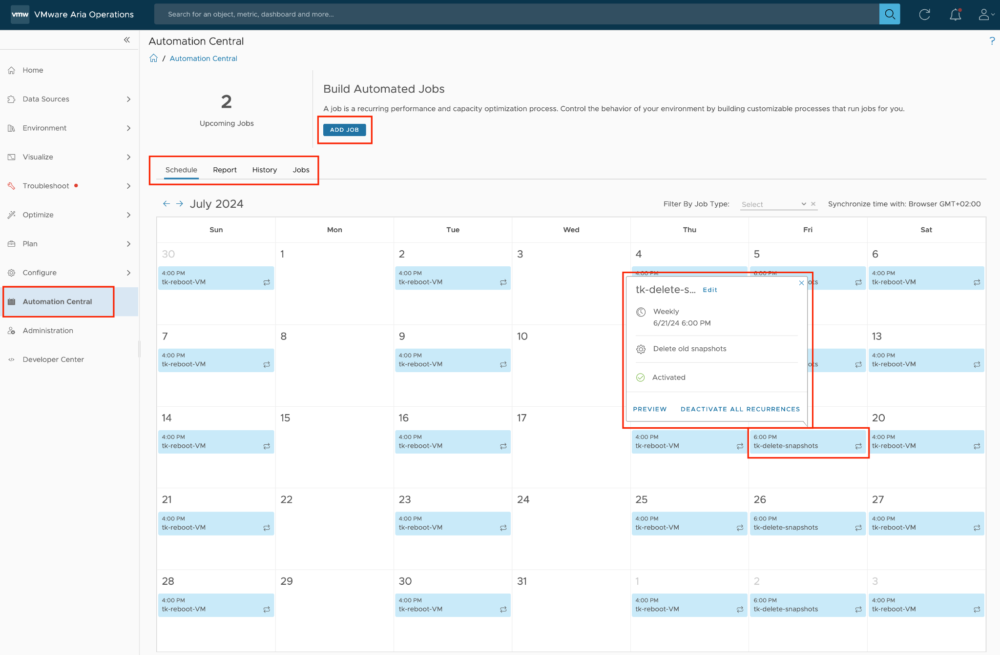 vmw VMware Aria Operations
Search for an object, metric, dashboard and more...
Automation Central
?
/ Automation Central
Home
Data Sources
Environment
Visualize
Troubleshoot
Optimize
Plan
Configure
Automation Central
Administration
Developer Center
2
Upcoming Jobs
Build Automated Jobs
A job is a recurring performance and capacity optimization process. Control the behavior of your environment by building customizable processes that run jobs for you.
ADD JOB
Schedule Report History Jobs
July 2024
Filter By Job Type: Select
Synchronize time with: Browser GMT+02:00
Sun Mon Tue Wed Thu Fri Sat
30 1 2 3 4 5 6
4:00 PM 4:00 PM 4:00 PM 6:00 PM 4:00 PM
tk-reboot-VM tk-reboot-VM ots tk-reboot-VM
tk-delete-s... Edit
Weekly
6/21/24 6:00 PM
Delete old snapshots
Activated
PREVIEW DEACTIVATE ALL RECURRENCES
7 8 9 10 13
4:00 PM 4:00 PM 4:00 PM
tk-reboot-VM tk-reboot-VM ots tk-reboot-VM
14 15 16 17 20
4:00 PM 4:00 PM 4:00 PM 6:00 PM 4:00 PM
tk-reboot-VM tk-reboot-VM tk-reboot-VM tk-delete-snapshots tk-reboot-VM
21 22 23 24 25 26 27
4:00 PM 4:00 PM 4:00 PM 6:00 PM 4:00 PM
tk-reboot-VM tk-reboot-VM tk-reboot-VM tk-delete-snapshots tk-reboot-VM
28 29 30 31 1 2 3
4:00 PM 4:00 PM 4:00 PM 6:00 PM 4:00 PM
tk-reboot-VM tk-reboot-VM tk-reboot-VM tk-delete-snapshots tk-reboot-VM